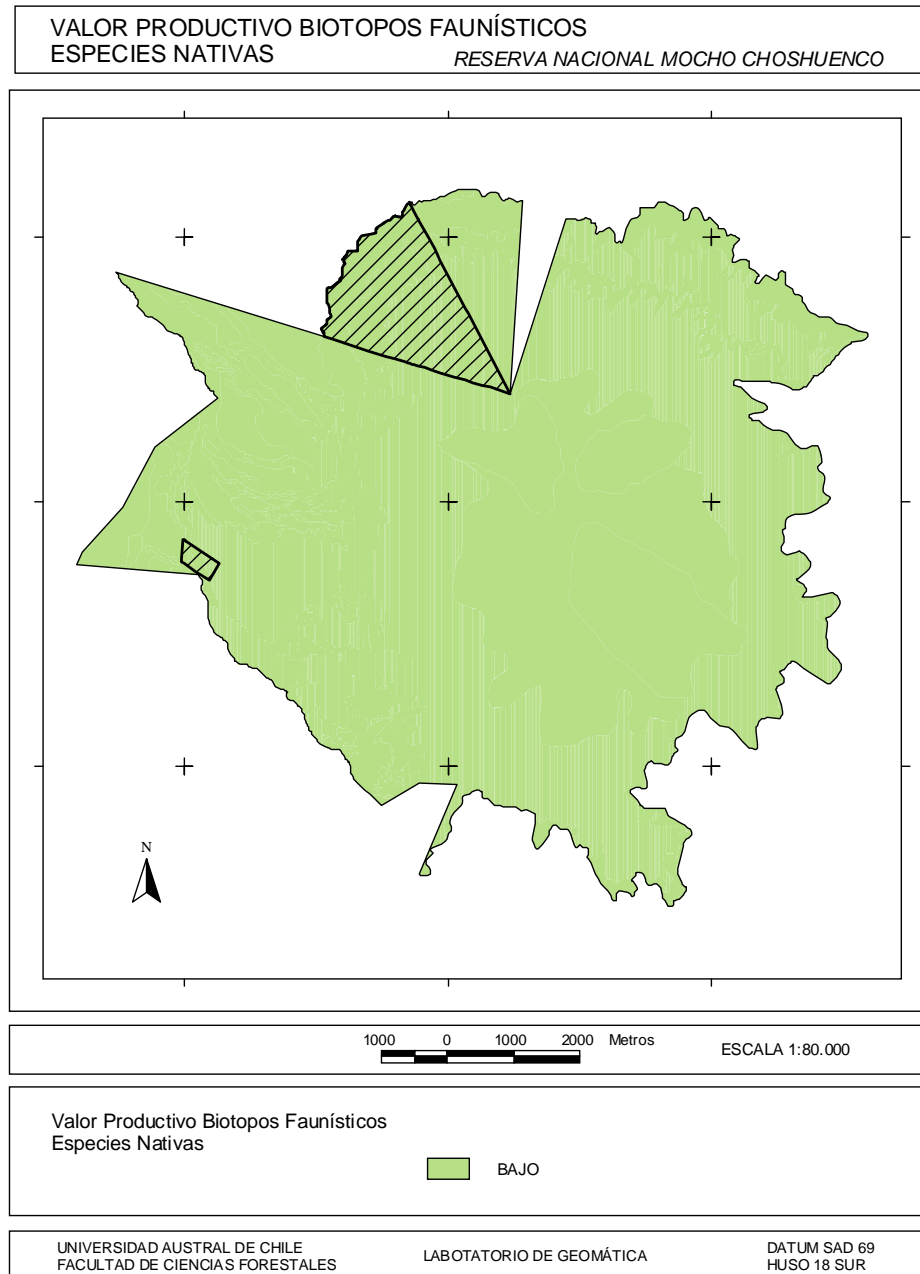 VALOR PRODUCTIVO BIOTOPOS FAUNÍSTICOS
ESPECIES NATIVAS
RESERVA NACIONAL MOCHO CHOSHUENCO
N
1000 0 1000 2000 Metros
ESCALA 1:80.000
Valor Productivo Biotopos Faunísticos
Especies Nativas
BAJO
UNIVERSIDAD AUSTRAL DE CHILE
FACULTAD DE CIENCIAS FORESTALES
LABOTATORIO DE GEOMÁTICA
DATUM SAD 69
HUSO 18 SUR